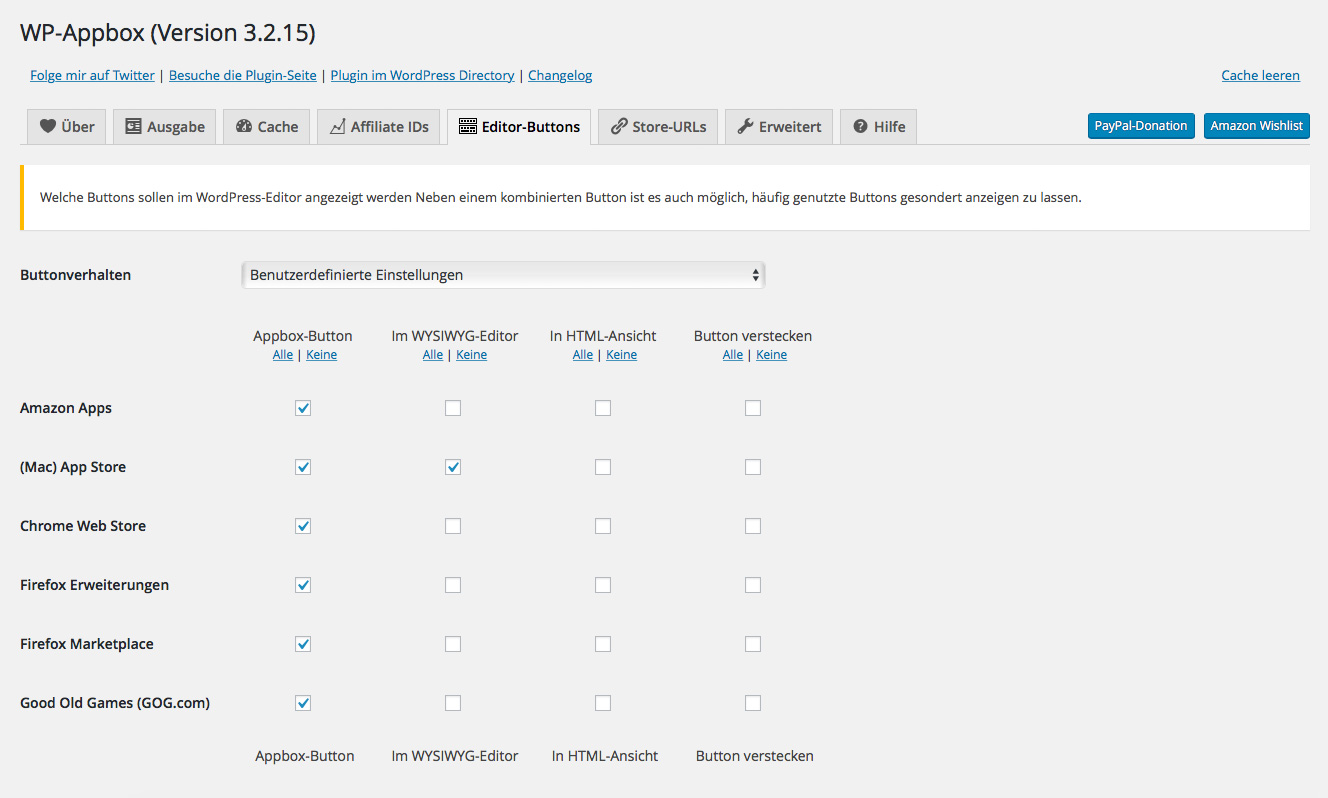 WP-Appbox (Version 3.2.15)
Folge mir auf Twitter | Besuche die Plugin-Seite | Plugin im WordPress Directory | Changelog
Cache leeren
Über
Ausgabe
Cache
Affiliate IDs
Editor-Buttons
Store-URLs
Erweitert
Hilfe
PayPal-Donation
Amazon Wishlist
Welche Buttons sollen im WordPress-Editor angezeigt werden Neben einem kombinierten Button ist es auch möglich, häufig genutzte Buttons gesondert anzeigen zu lassen.
Buttonverhalten
Benutzerdefinierte Einstellungen
Appbox-Button Im WYSIWYG-Editor In HTML-Ansicht Button verstecken
Alle | Keine Alle | Keine Alle | Keine Alle | Keine
Amazon Apps
(Mac) App Store
Chrome Web Store
Firefox Erweiterungen
Firefox Marketplace
Good Old Games (GOG.com)
Appbox-Button Im WYSIWYG-Editor In HTML-Ansicht Button verstecken